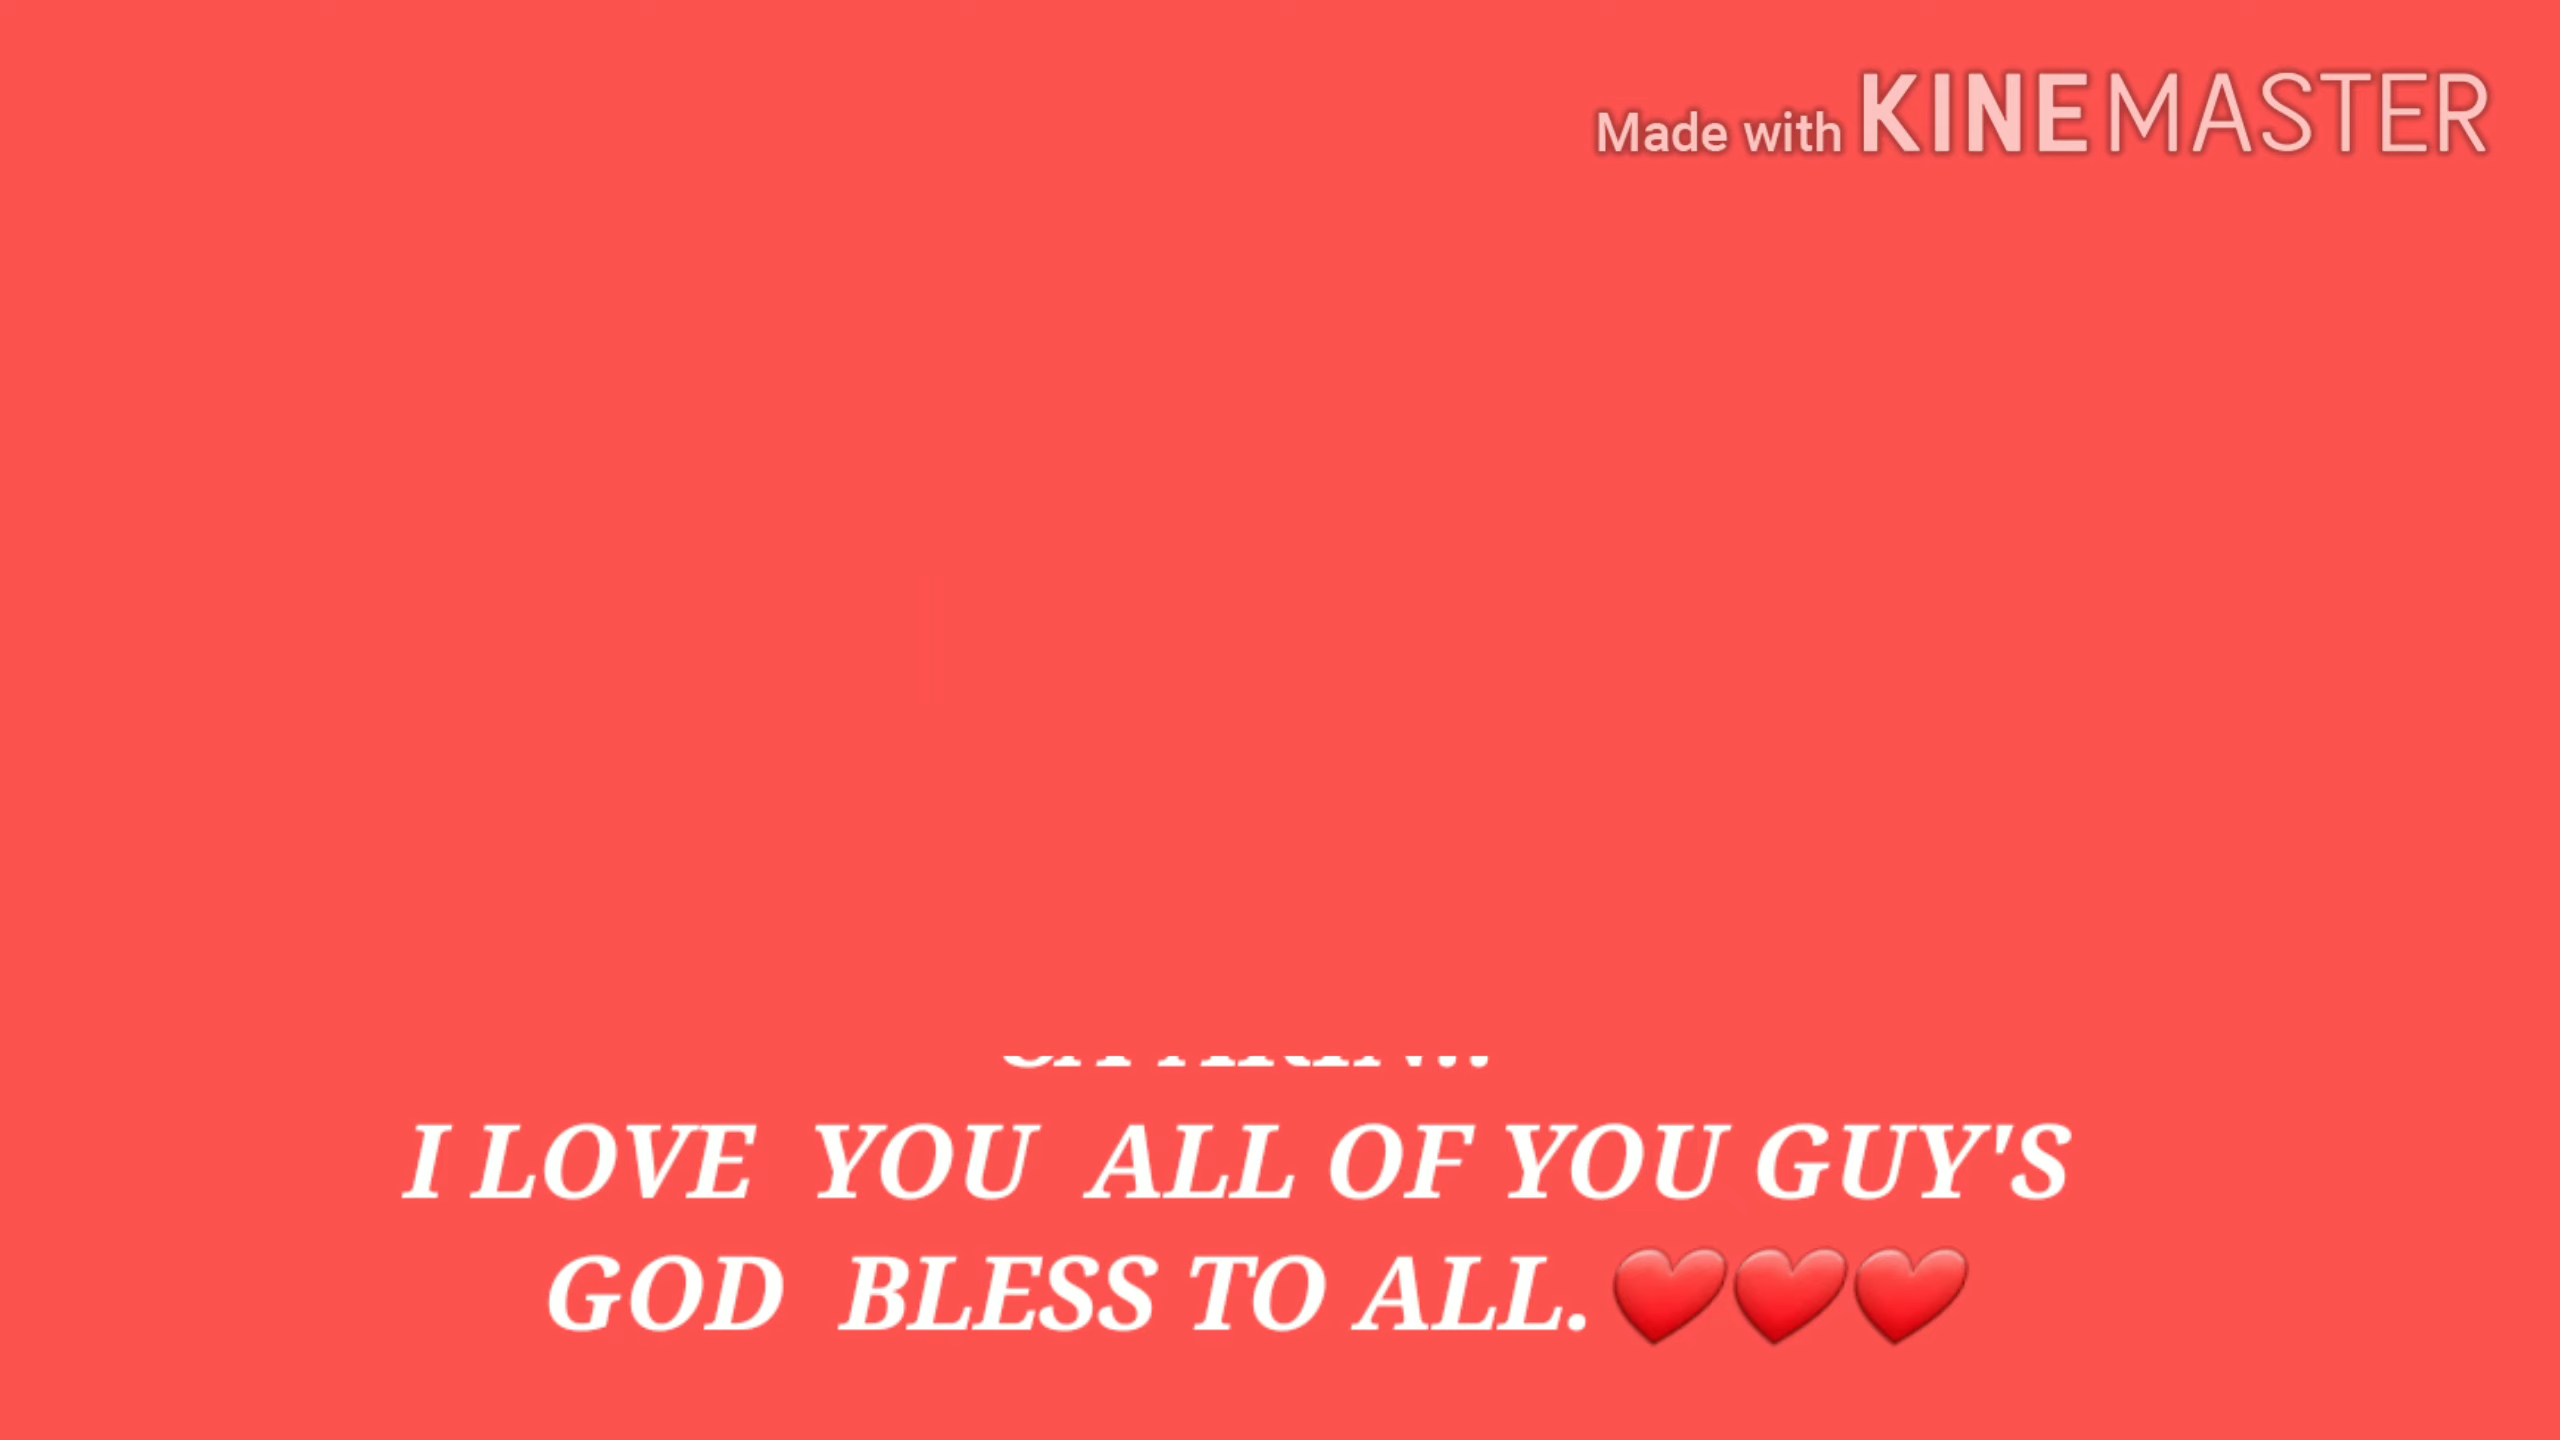 Made with KINEMASTER
I LOVE YOU ALL OF YOU GUY'S
GOD BLESS TO ALL.❤❤❤